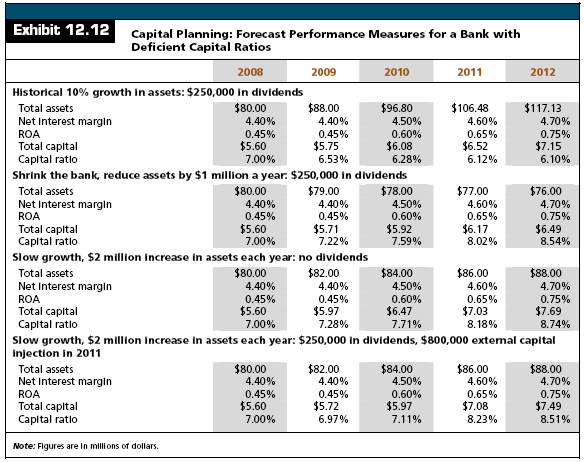 Exhibit 12.12 Capital Planning: Forecast Performance Measures for a Bank with
Deficient Capital Ratios
2008 2009 2010 2011 2012
Historical 10% growth in assets: $250,000 in dividends
Total assets $80.00 $88.00 $96.80 $106.48 $117.13
Net interest margin 4.40% 4.40% 4.50% 4.60% 4.70%
ROA 0.45% 0.45% 0.60% 0.65% 0.75%
Total capital $5.60 $5.75 $6.08 $6.52 $7.15
Capital ratio 7.00% 6.53% 6.28% 6.12% 6.10%
Shrink the bank, reduce assets by $1 million a year: $250,000 in dividends
Total assets $80.00 $79.00 $78.00 $77.00 $76.00
Net interest margin 4.40% 4.40% 4.50% 4.60% 4.70%
ROA 0.45% 0.45% 0.60% 0.65% 0.75%
Total capital $5.60 $5.71 $5.92 $6.17 $6.49
Capital ratio 7.00% 7.22% 7.59% 8.02% 8.54%
Slow growth, $2 million increase in assets each year: no dividends
Total assets $80.00 $82.00 $84.00 $86.00 $88.00
Net interest margin 4.40% 4.40% 4.50% 4.60% 4.70%
ROA 0.45% 0.45% 0.60% 0.65% 0.75%
Total capital $5.60 $5.97 $6.47 $7.03 $7.69
Capital ratio 7.00% 7.28% 7.71% 8.18% 8.74%
Slow growth, $2 million increase in assets each year: $250,000 in dividends, $800,000 external capital
injection in 2011
Total assets $80.00 $82.00 $84.00 $86.00 $88.00
Net interest margin 4.40% 4.40% 4.50% 4.60% 4.70%
ROA 0.45% 0.45% 0.60% 0.65% 0.75%
Total capital $5.60 $5.72 $5.97 $7.08 $7.49
Capital ratio 7.00% 6.97% 7.11% 8.23% 8.51%
Note: Figures are in millions of dollars.